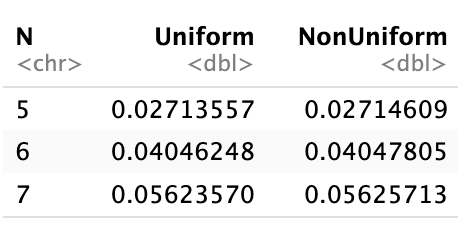 N Uniform NonUniform
<chr> <dbl> <dbl>
5 0.02713557 0.02714609
6 0.04046248 0.04047805
7 0.05623570 0.05625713